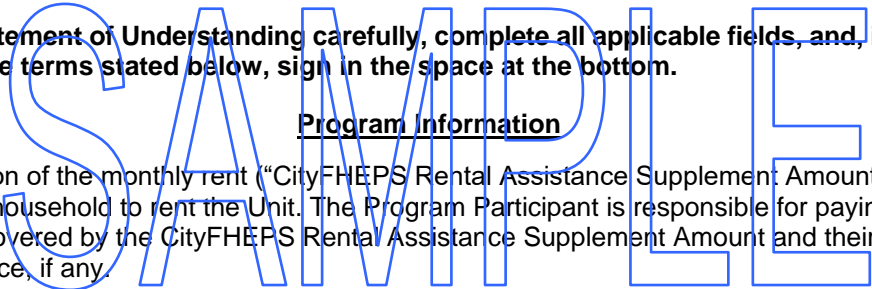 tement of Understanding carefully, complete all applicable fields, and,
e terms stated below, sign in the space at the bottom.
Program Information
on of the monthly rent (“CityFHEPS Rental Assistance Supplement Amount
household to rent the Unit. The Program Participant is responsible for payin
overed by the CityFHEPS Rental Assistance Supplement Amount and their
ce, if any.
SAMPLE